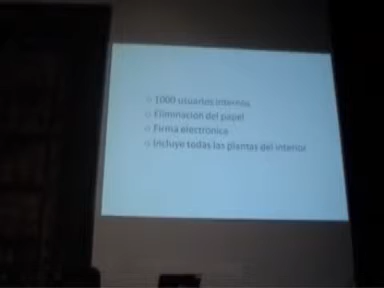 1000 usuarios internos
Eliminación del papel
Firma electrónica
Incluye todas las plantas del interior